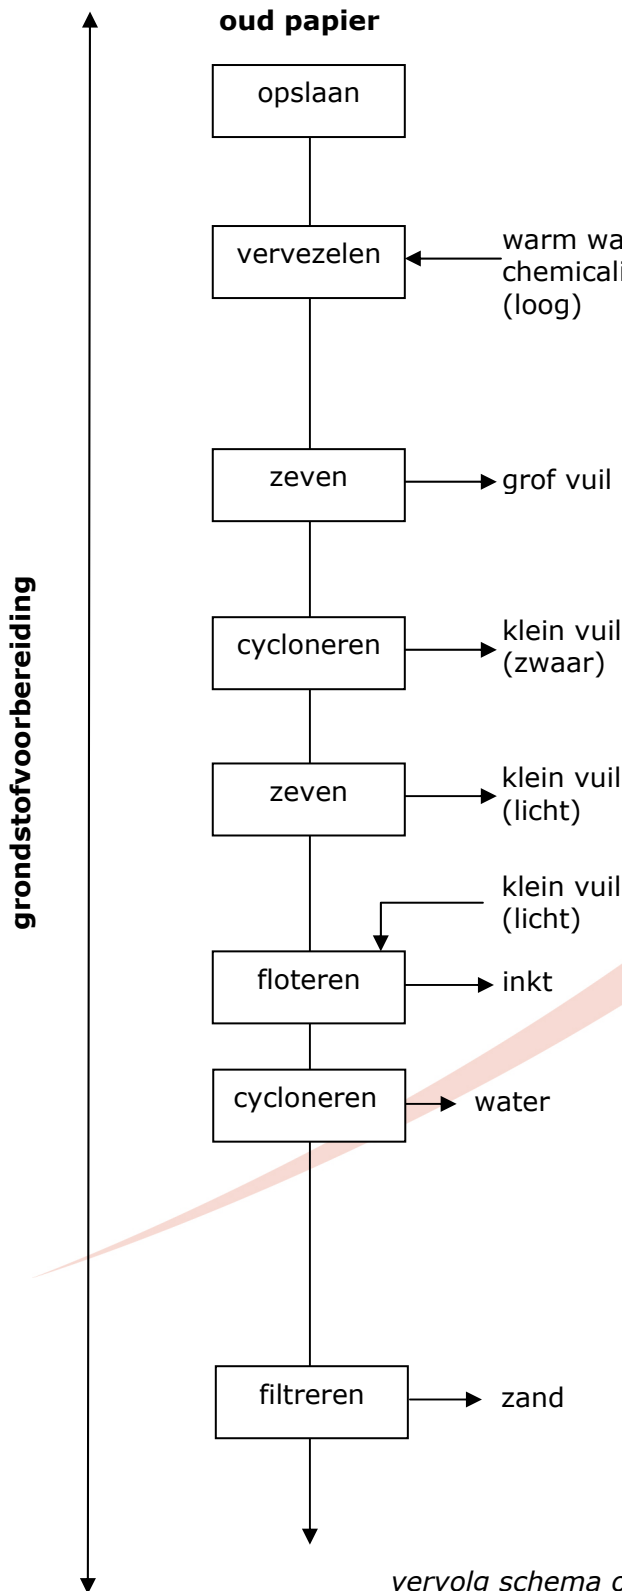 oud papier
opslaan
vervezelen
warm wa
chemicali
(loog)
zeven
grof vuil
cycloneren
klein vuil
(zwaar)
zeven
klein vuil
(licht)
klein vuil
(licht)
floteren
inkt
cycloneren
water
filtreren
zand
grondstofvoorbereiding
vervolg schema o